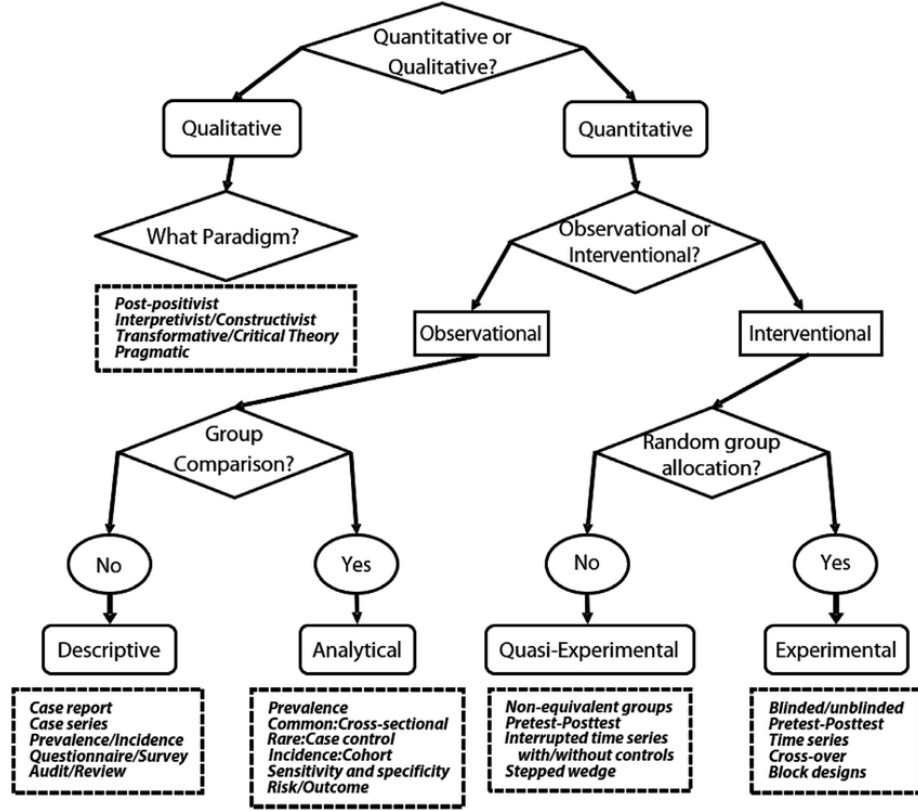 Quantitative or
Qualitative?
Qualitative
Quantitative
What Paradigm?
Observational or
Interventional?
Post-positivist
Interpretivist/Constructivist
Transformative/Critical Theory
Pragmatic
Observational
Interventional
Group
Comparison?
Random group
allocation?
No
Yes
No
Yes
Descriptive
Analytical
Quasi-Experimental
Experimental
Case report
Case series
Prevalence/Incidence
Questionnaire/Survey
Audit/Review
Prevalence
Common:Cross-sectional
Rare:Case control
Incidence:Cohort
Sensitivity and specificity
Risk/Outcome
Non-equivalent groups
Pretest-Posttest
Interrupted time series
with/without controls
Stepped wedge
Blinded/unblinded
Pretest-Posttest
Time series
Cross-over
Block designs